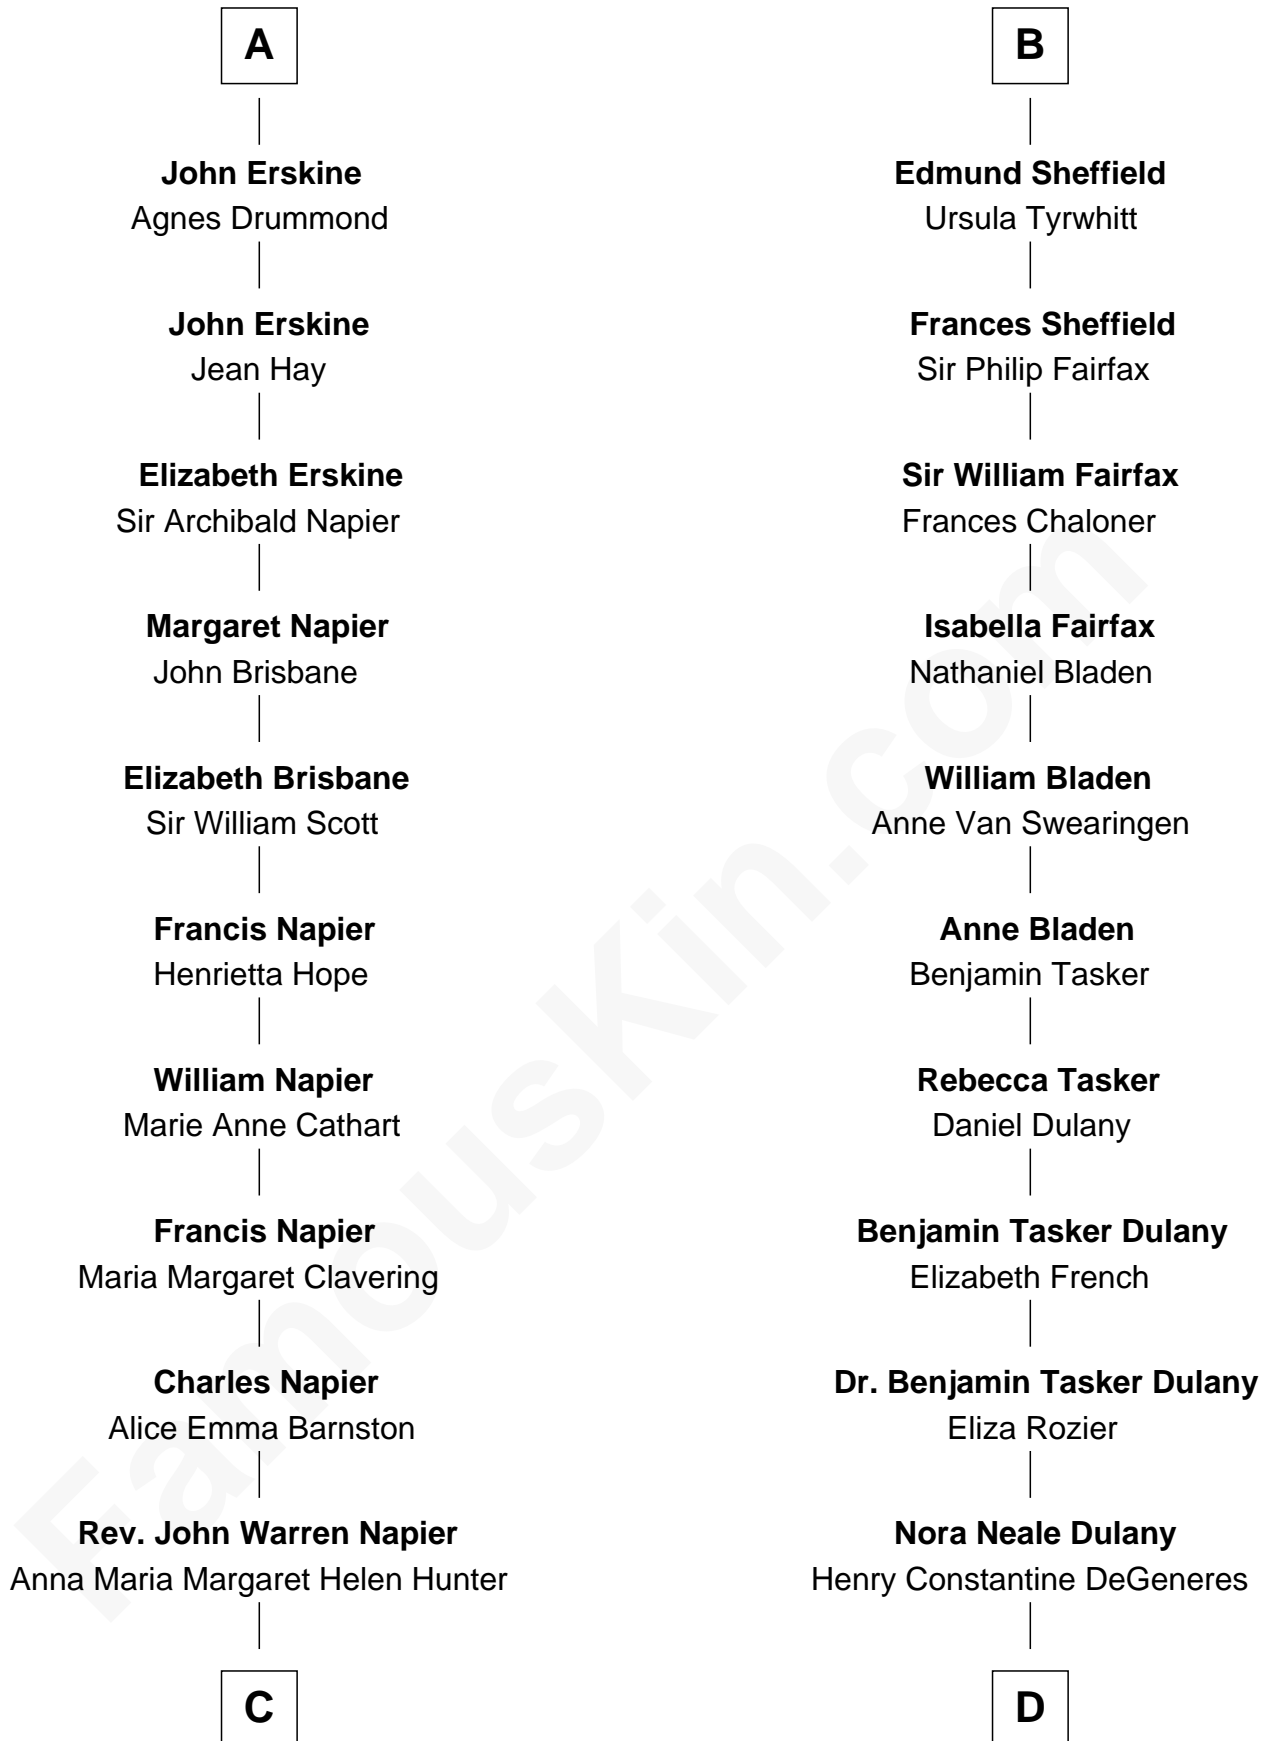 A
John Erskine
Agnes Drummond
John Erskine
Jean Hay
Elizabeth Erskine
Sir Archibald Napier
Margaret Napier
John Brisbane
Elizabeth Brisbane
Sir William Scott
Francis Napier
Henrietta Hope
William Napier
Marie Anne Cathart
Francis Napier
Maria Margaret Clavering
Charles Napier
Alice Emma Barnston
Rev. John Warren Napier
Anna Maria Margaret Helen Hunter
C
B
Edmund Sheffield
Ursula Tyrwhitt
Frances Sheffield
Sir Philip Fairfax
Sir William Fairfax
Frances Chaloner
Isabella Fairfax
Nathaniel Bladen
William Bladen
Anne Van Swearingen
Anne Bladen
Benjamin Tasker
Rebecca Tasker
Daniel Dulany
Benjamin Tasker Dulany
Elizabeth French
Dr. Benjamin Tasker Dulany
Eliza Rozier
Nora Neale Dulany
Henry Constantine DeGeneres
D
FamousKin.com